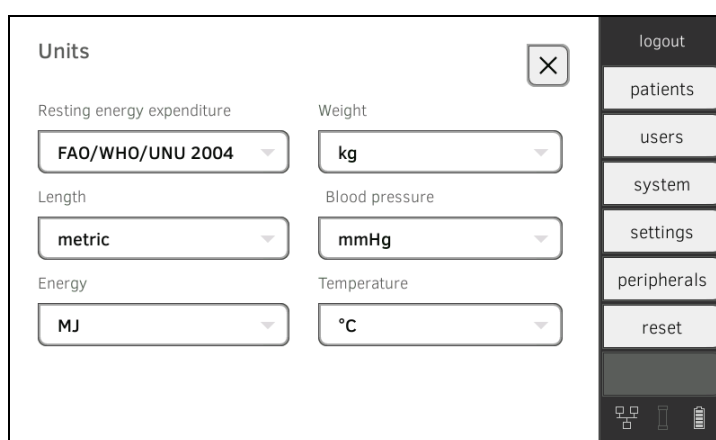 Units
Resting energy expenditure
FAO/WHO/UNU 2004
Weight
kg
Length
metric
Blood pressure
mmHg
Energy
MJ
Temperature
°C
logout
patients
users
system
settings
peripherals
reset